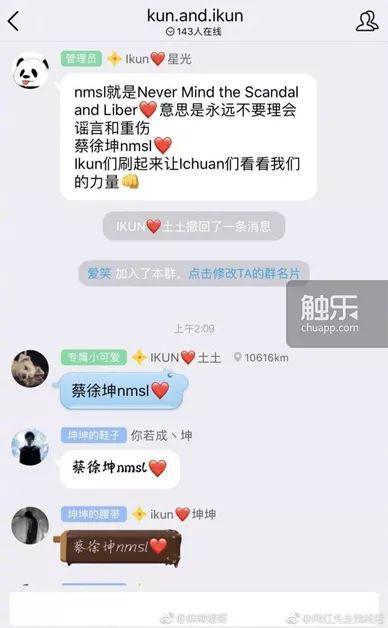 kun.and.ikun
143人在线
管理员 Ikun❤️星光
nmsl就是Never Mind the Scandal
and Liber❤️意思是永远不要理会
谣言和重伤
蔡徐坤nmsl❤️
Ikun们刷起来让Ichuan们看看我们
的力量👊
IKUN❤️土土撤回了一条消息
爱笑 加入了本群，点击修改TA的群名片
触乐
chuapp.com
上午2:09
专属小可爱 IKUN❤️土土 10616km
蔡徐坤nmsl❤️
坤坤的鞋子 你若成丶坤
蔡徐坤nmsl❤️
坤坤的腰带 ikun❤️坤坤
蔡徐坤nmsl❤️